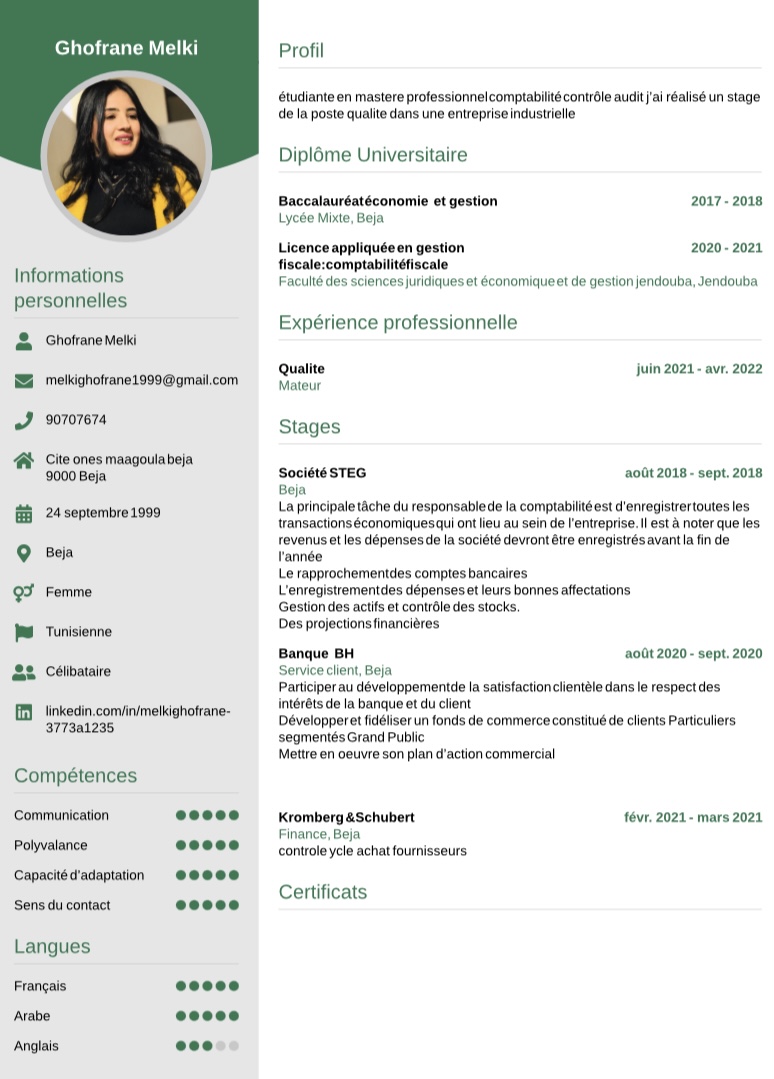 Ghofrane Melki
Informations
personnelles
Ghofrane Melki
melkighofrane1999@gmail.com
90707674
Cite ones maagoula beja
9000 Beja
24 septembre 1999
Beja
Femme
Tunisienne
Célibataire
linkedin.com/in/melkighofrane-
3773a1235
Compétences
Communication
Polyvalance
Capacité d'adaptation
Sens du contact
Langues
Français
Arabe
Anglais
Profil
étudiante en mastere professionnel comptabilité contrôle audit j'ai réalisé un stage
de la poste qualite dans une entreprise industrielle
Diplôme Universitaire
Baccalauréat économie et gestion 2017 - 2018
Lycée Mixte, Beja
Licence appliquée en gestion 2020 - 2021
fiscale:comptabilité fiscale
Faculté des sciences juridiques et économique et de gestion jendouba, Jendouba
Expérience professionnelle
Qualite juin 2021 - avr. 2022
Mateur
Stages
Société STEG août 2018 - sept. 2018
Beja
La principale tâche du responsable de la comptabilité est d'enregistrer toutes les
transactions économiques qui ont lieu au sein de l'entreprise. Il est à noter que les
revenus et les dépenses de la société devront être enregistrés avant la fin de
l'année
Le rapprochement des comptes bancaires
L'enregistrement des dépenses et leurs bonnes affectations
Gestion des actifs et contrôle des stocks.
Des projections financières
Banque BH août 2020 - sept. 2020
Service client, Beja
Participer au développement de la satisfaction clientèle dans le respect des
intérêts de la banque et du client
Développer et fidéliser un fonds de commerce constitué de clients Particuliers
segmentés Grand Public
Mettre en oeuvre son plan d'action commercial
Kromberg &Schubert févr. 2021 - mars 2021
Finance, Beja
controle ycle achat fournisseurs
Certificats